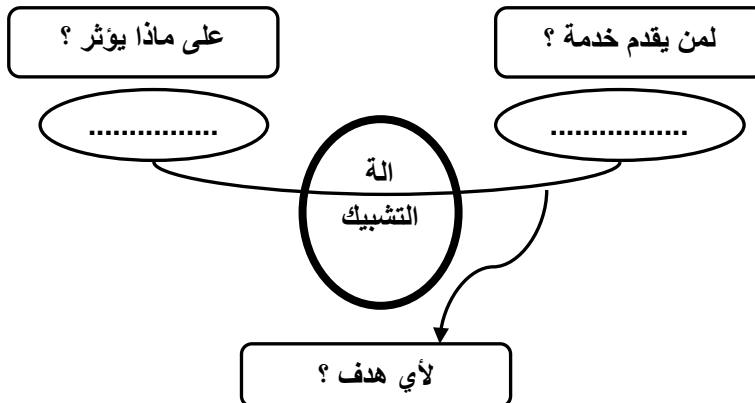 لمن يقدم خدمة ؟
على ماذا يؤثر ؟
.................
................
الة
التشبيك
لأي هدف ؟